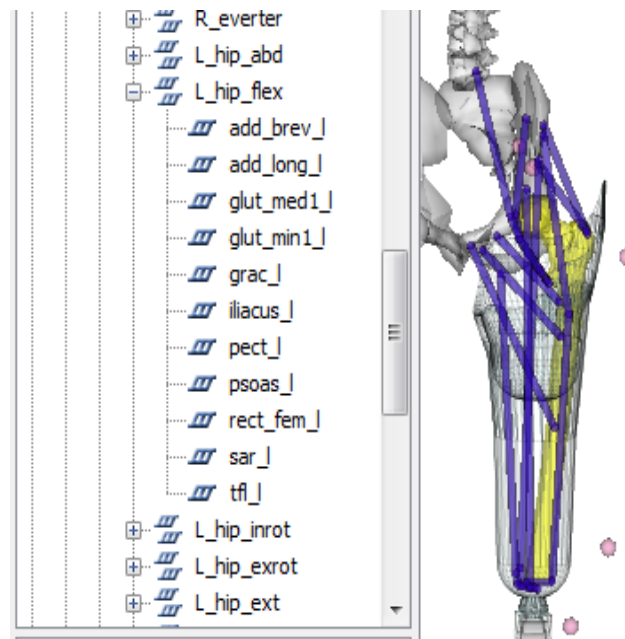 R_everter
L_hip_abd
L_hip_flex
add_brev_l
add_long_l
glut_med1_l
glut_min1_l
grac_l
iliacus_l
pect_l
psoas_l
rect_fem_l
sar_l
tfl_l
L_hip_inrot
L_hip_exrot
L_hip_ext